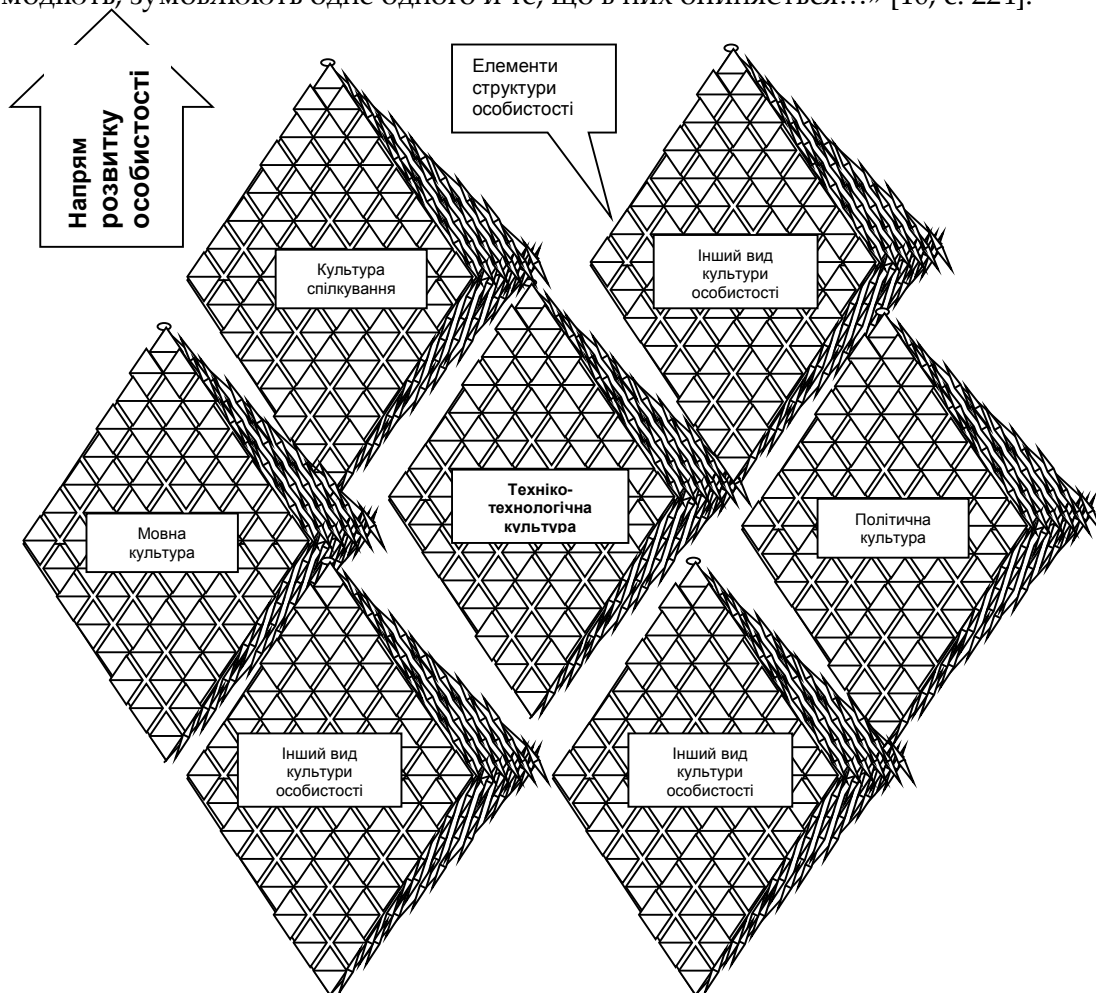 зумовлюють одне одного й те, що в них опиняється…» [10, с. 221].
Напрям
розвитку
особистості
Елементи
структури
особистості
Культура
спілкування
Інший вид
культури
особистості
Мовна
культура
Техніко-
технологічна
культура
Політична
культура
Інший вид
культури
особистості
Інший вид
культури
особистості